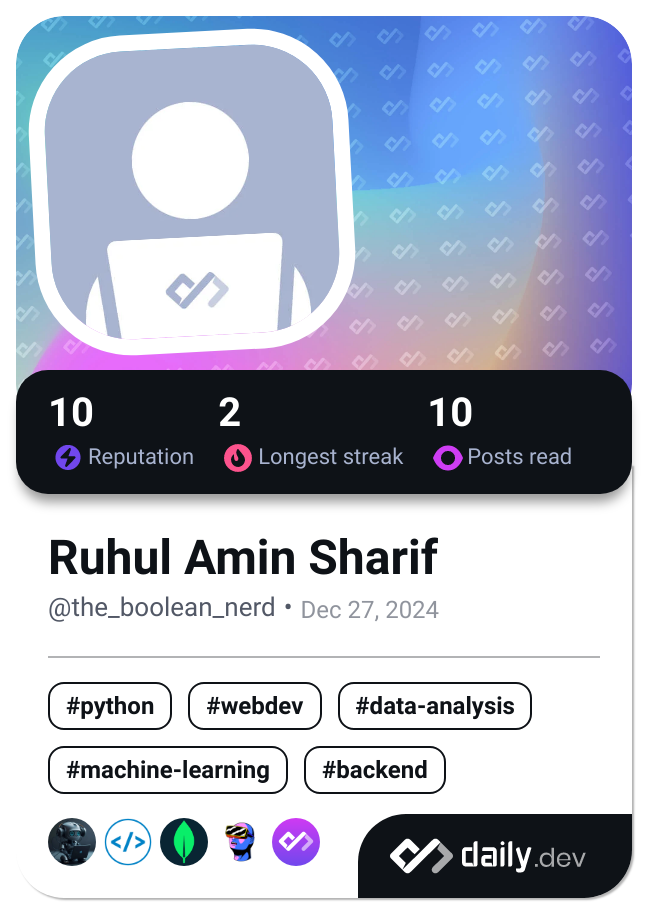 10 2 10
Reputation Longest streak Posts read
Ruhul Amin Sharif
@the_boolean_nerd • Dec 27, 2024
#python #webdev #data-analysis
#machine-learning #backend
</> daily.dev